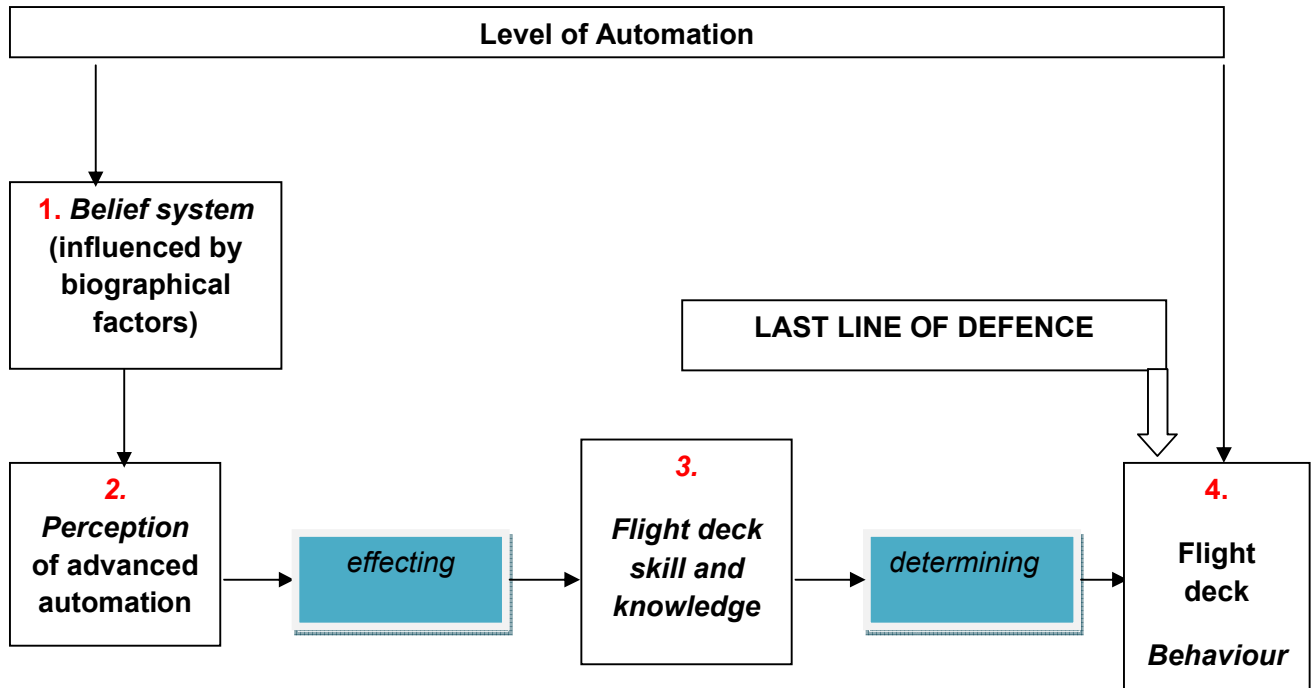 Level of Automation
1. Belief system
(influenced by
biographical
factors)
LAST LINE OF DEFENCE
2.
Perception
of advanced
automation
effecting
3.
Flight deck
skill and
knowledge
determining
4.
Flight
deck
Behaviour